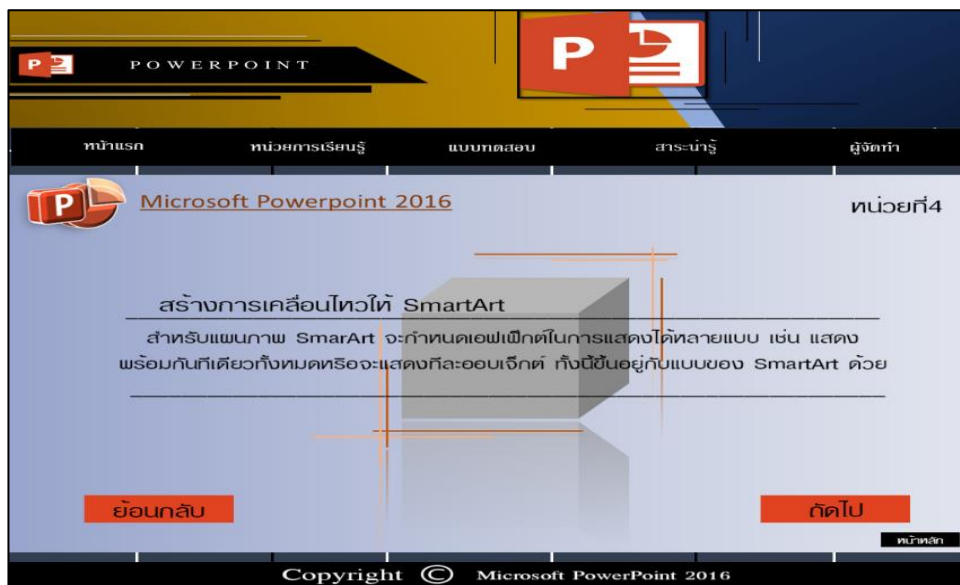 P
POWERPOINT
P
หน้าแรก หน่วยการเรียนรู้ แบบทดสอบ สาระน่ารู้ ผู้จัดทำ
P
Microsoft Powerpoint 2016
หน่วยที่4
สร้างการเคลื่อนไหวให้ SmartArt
สำหรับแผนภาพ SmarArt จะกำหนดเอฟเฟ็กต์ในการแสดงได้หลายแบบ เช่น แสดง
พร้อมกันทีเดียวทั้งหมดหรือจะแสดงทีละออบเจ็กต์ ทั้งนี้ขึ้นอยู่กับแบบของ SmartArt ด้วย
ย้อนกลับ
ถัดไป
หน้าหลัก
Copyright © Microsoft PowerPoint 2016